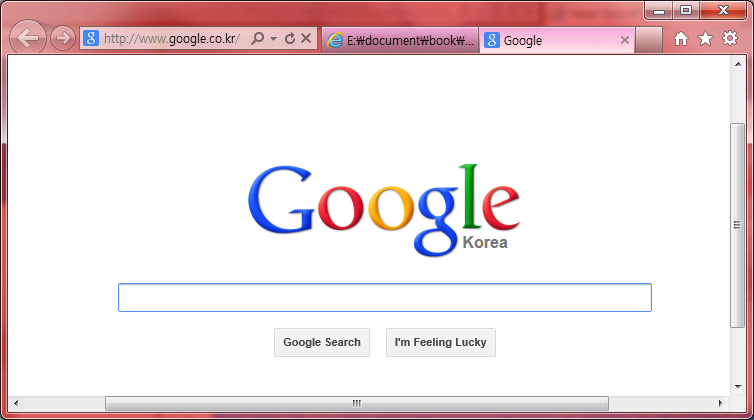 http://www.google.co.kr/
E:₩document₩book₩...
Google
Google
Korea
Google Search
I'm Feeling Lucky